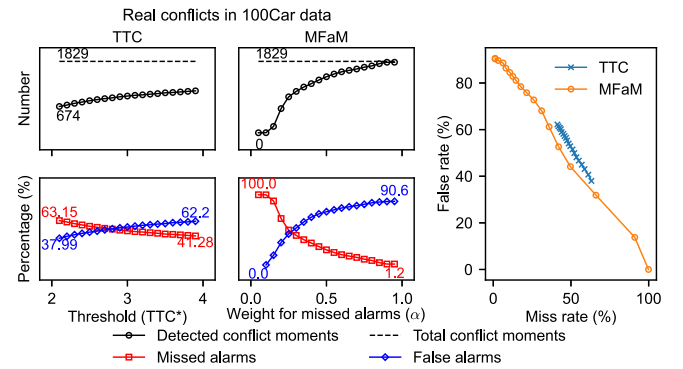 Real conflicts in 100Car data
TTC
MFaM
Number
1829
674
1829
0
Percentage (%)
63.15
37.99
62.2
41.28
100.0
0.0
90.6
1.2
2
3
4
Threshold (TTC*)
0.0
0.5
1.0
Weight for missed alarms (α)
False rate (%)
80
60
40
20
0
TTC
MFaM
0
50
100
Miss rate (%)
Detected conflict moments
Total conflict moments
Missed alarms
False alarms